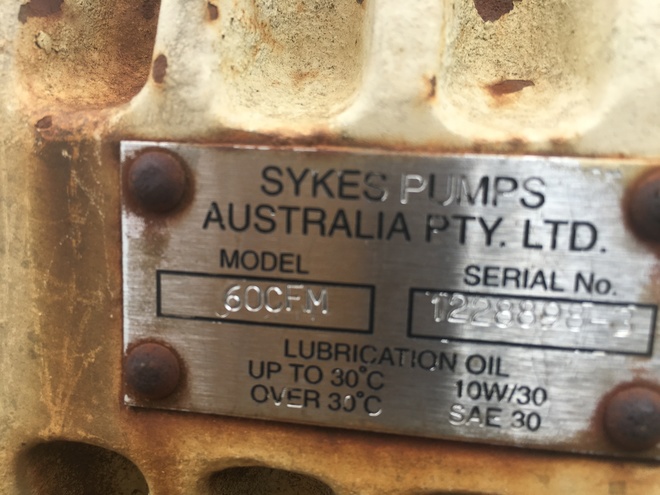 SYKES PUMPS
AUSTRALIA PTY. LTD.
MODEL
60CFM
SERIAL No.
LUBRICATION OIL
UP TO 30°C 10W/30
OVER 30°C SAE 30